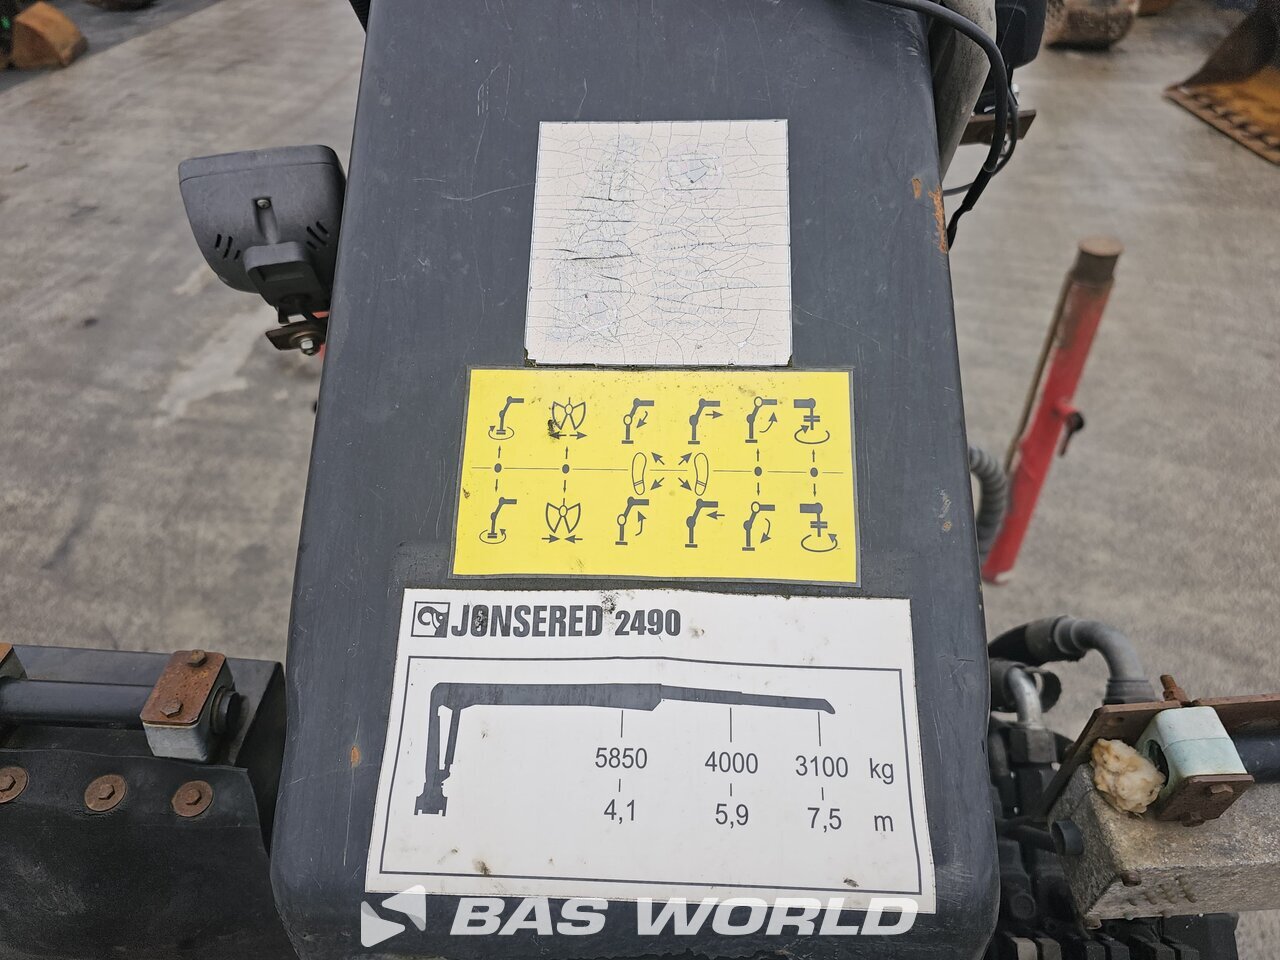 JONSERED 2490
5850 4000 3100 kg
4,1 5,9 7,5 m
BAS WORLD